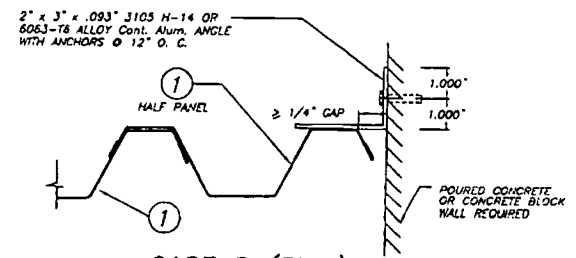 2" x 3" x .093" 3105 H-14 OR
6063-T6 ALLOY Cont. Alum. ANGLE
WITH ANCHORS @ 12" O. C.
1
HALF PANEL
≥ 1/4" GAP
1.000"
1.000"
1
POURED CONCRETE
OR CONCRETE BLOCK
WALL REQUIRED